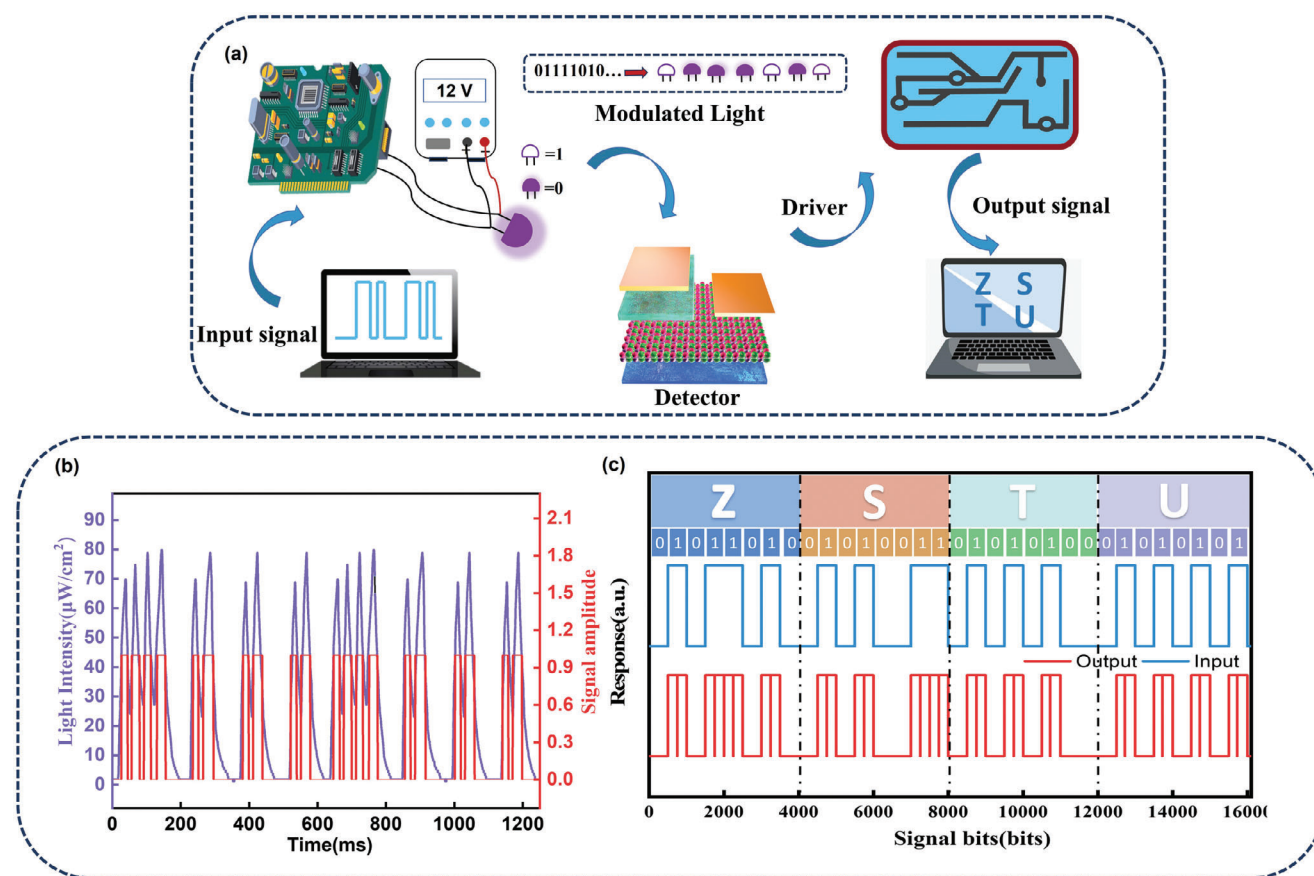 (a)
12 V
01111010...
Modulated Light
=1
=0
Input signal
Detector
Driver
Output signal
Z S
T U
(b)
Light Intensity(μW/cm²)
90
80
70
60
50
40
30
20
10
0
Signal amplitude
2.1
1.8
1.5
1.2
0.9
0.6
0.3
0.0
0 200 400 600 800 1000 1200
Time(ms)
(c)
Z S T U
0 1 0 1 1 0 1 0 0 1 0 1 0 0 1 1 0 1 0 1 0 1 0 0 0 1 0 1 0 1 0 1
Response(a.u.)
Output Input
0 2000 4000 6000 8000 10000 12000 14000 1600
Signal bits(bits)